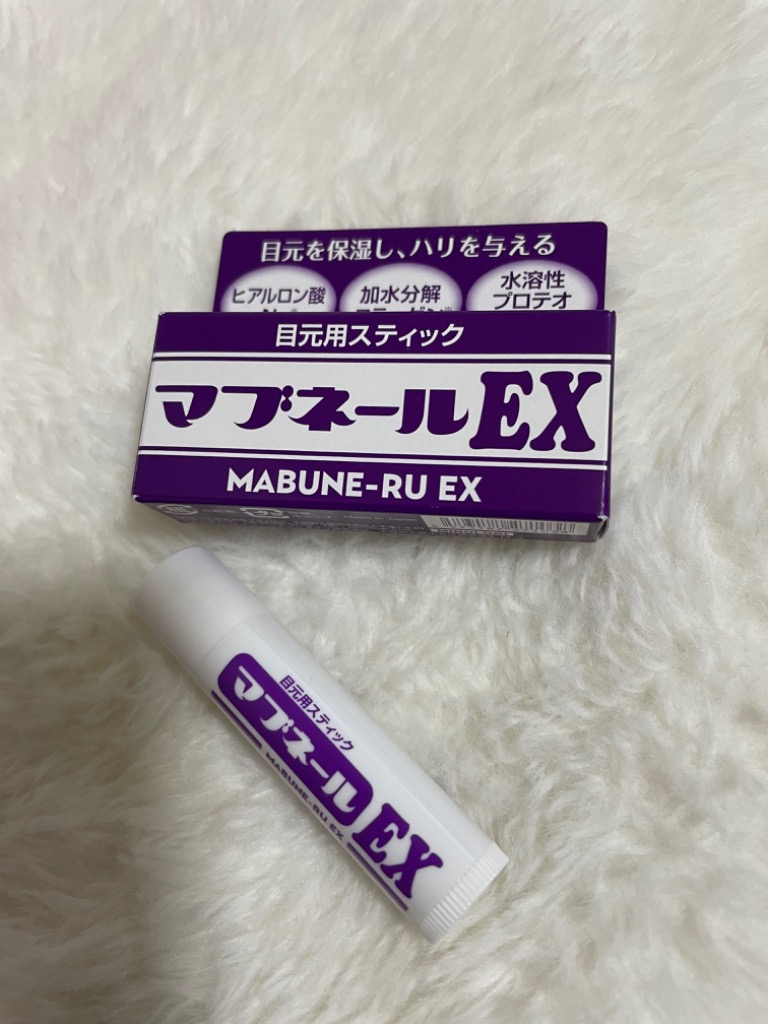 目元を保湿し、ハリを与える
ヒアルロン酸
加水分解
水溶性
プロテオ
目元用スティック
マブネールEX
MABUNE-RU EX
目元用スティック
マブネールEX
MABUNE-RU EX